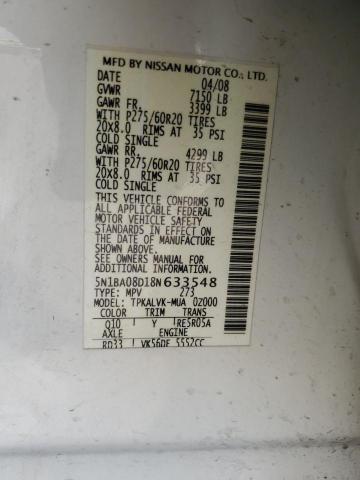 MFD BY NISSAN MOTOR CO., LTD.
DATE 04/08
GVWR 7150 LB
GAWR FR. 3399 LB
WITH P275/60R20 TIRES
20x8.0 RIMS AT 35 PSI
COLD SINGLE
GAWR RR. 4299 LB
WITH P275/60R20 TIRES
20x8.0 RIMS AT 35 PSI
COLD SINGLE
THIS VEHICLE CONFORMS TO
ALL APPLICABLE FEDERAL
MOTOR VEHICLE SAFETY
STANDARDS IN EFFECT ON
THE DATE OF MANUFACTURE
SHOWN ABOVE.
SEE OWNERS MANUAL FOR
ADDITIONAL INFORMATION.
5N1BA08D18N633548
TYPE: MPV 273
MODEL: TPKALVK-MUA 02000
COLOR TRIM TRANS
Q10 Y RE5R05A
AXLE ENGINE
RD33 VK56DE 5552CC